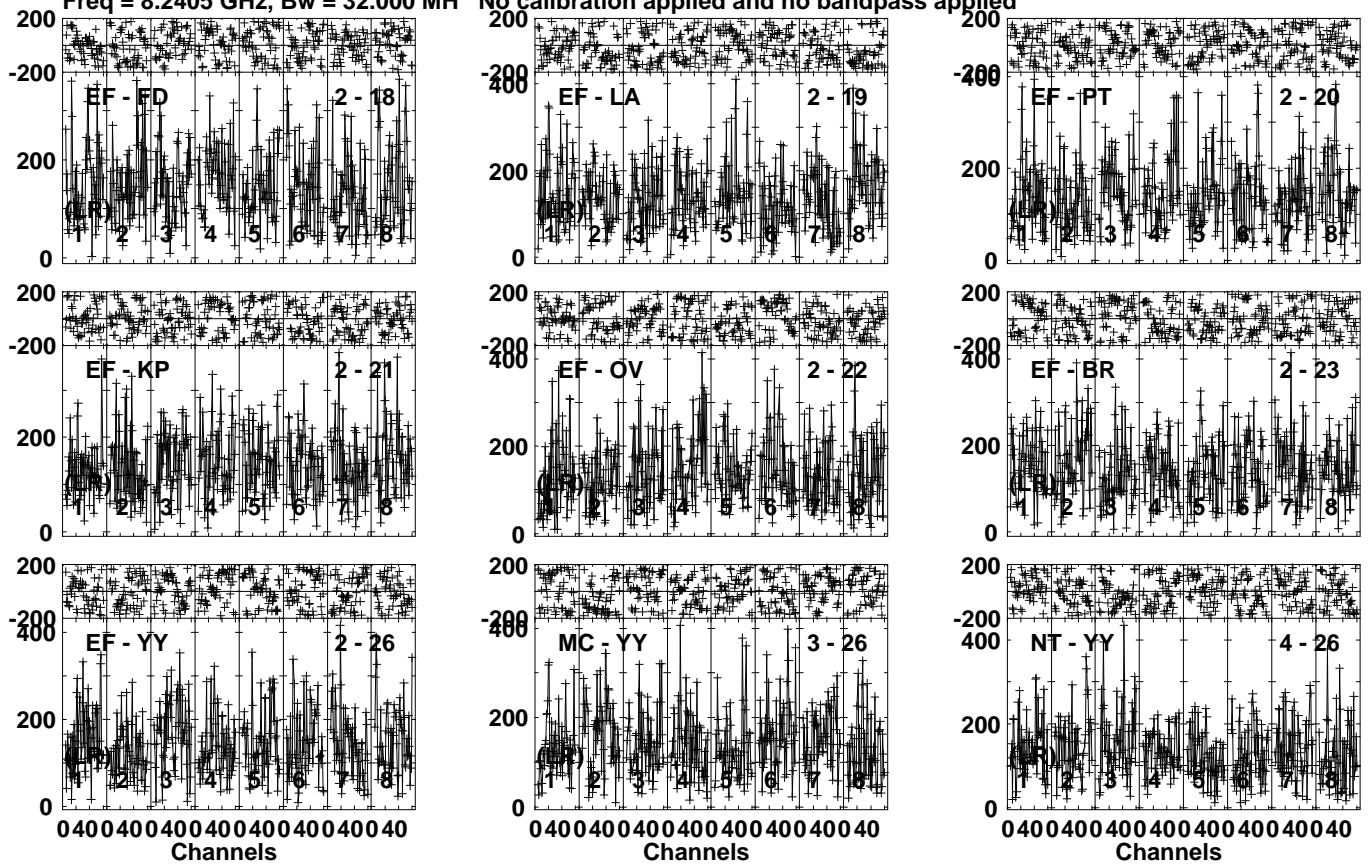 Freq = 8.2405 GHz, Bw = 32.000 MH No calibration applied and no bandpass applied
200 200 200
-200 -200 -200
400 400
EF - FD 2 - 18 EF - LA 2 - 19 EF - PT 2 - 20
200 200 200
(LR) (LR) (LR)
1 2 3 4 5 6 7 8 1 2 3 4 5 6 7 8 1 2 3 4 5 6 7 8
0 0 0
200 200 200
-200 -200 -200
400 400
EF - KP 2 - 21 EF - OV 2 - 22 EF - BR 2 - 23
200 200 200
(LR) (LR) (LR)
1 2 3 4 5 6 7 8 1 2 3 4 5 6 7 8 1 2 3 4 5 6 7 8
0 0 0
200 200 200
-200 -200 -200
400 400 400
EF - YY 2 - 26 MC - YY 3 - 26 NT - YY 4 - 26
200 200 200
(LR) (LR) (LR)
1 2 3 4 5 6 7 8 1 2 3 4 5 6 7 8 1 2 3 4 5 6 7 8
0 0 0
0 40 0 40 0 40 0 40 0 40 0 40 0 40 0 40 0 40 0 40 0 40 0 40 0 40 0 40 0 40 0 40 0 40 0 40 0 40 0 40 0 40 0 40 0 40 0 40
Channels Channels Channels